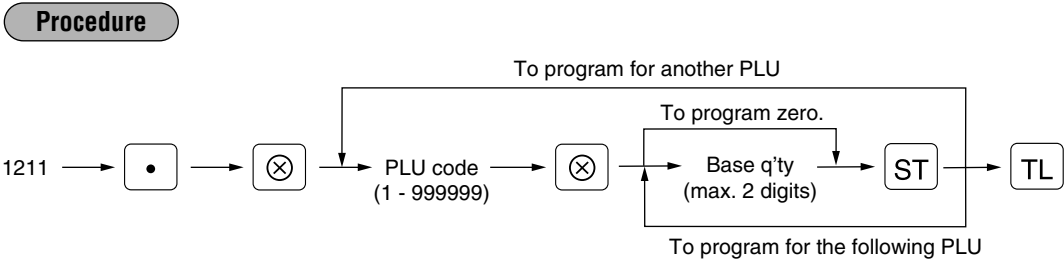 Procedure
To program for another PLU
To program zero.
1211 • ⊗ PLU code ⊗ Base q'ty ST TL
(1 - 999999) (max. 2 digits)
To program for the following PLU